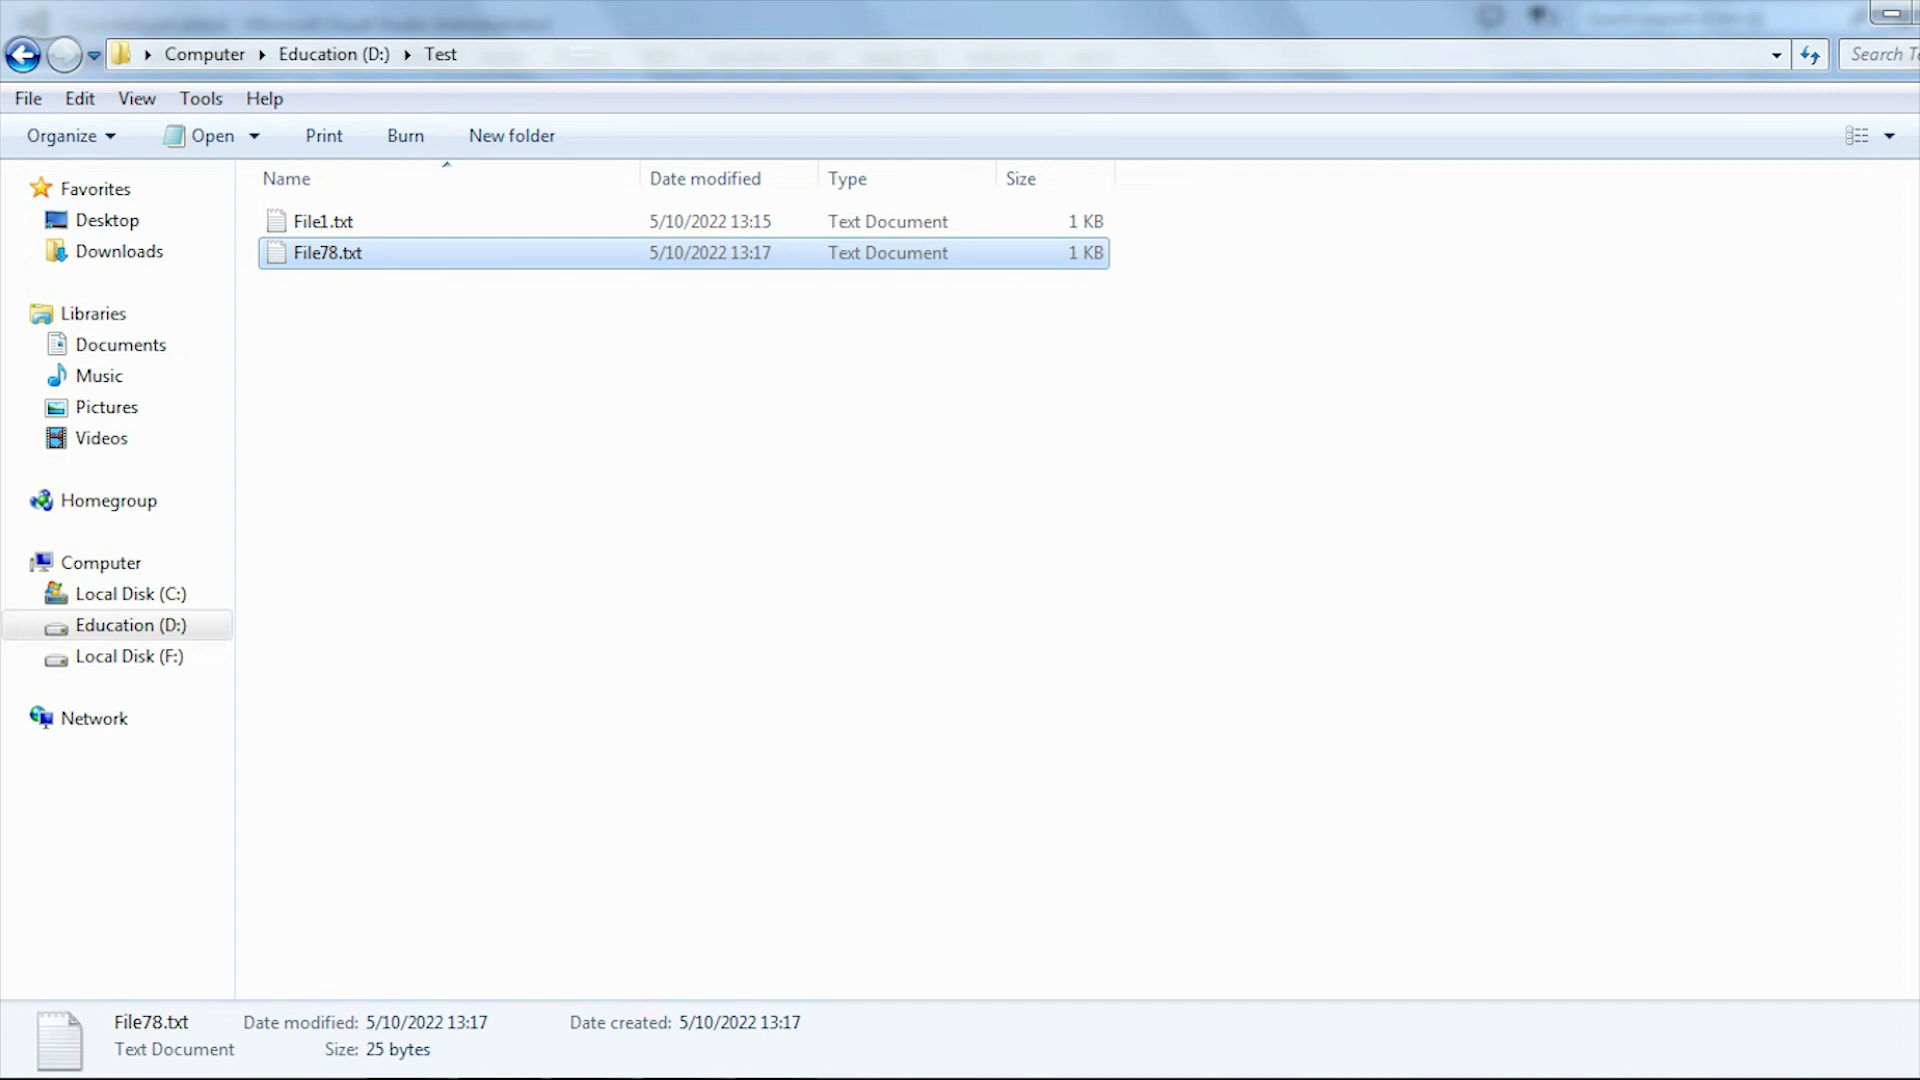 Computer Education (D:) Test
Search
File Edit View Tools Help
Organize Open Print Burn New folder
Name Date modified Type Size
File1.txt 5/10/2022 13:15 Text Document 1 KB
File78.txt 5/10/2022 13:17 Text Document 1 KB
Favorites
Desktop
Downloads
Libraries
Documents
Music
Pictures
Videos
Homegroup
Computer
Local Disk (C:)
Education (D:)
Local Disk (F:)
Network
File78.txt Date modified: 5/10/2022 13:17 Date created: 5/10/2022 13:17
Text Document Size: 25 bytes